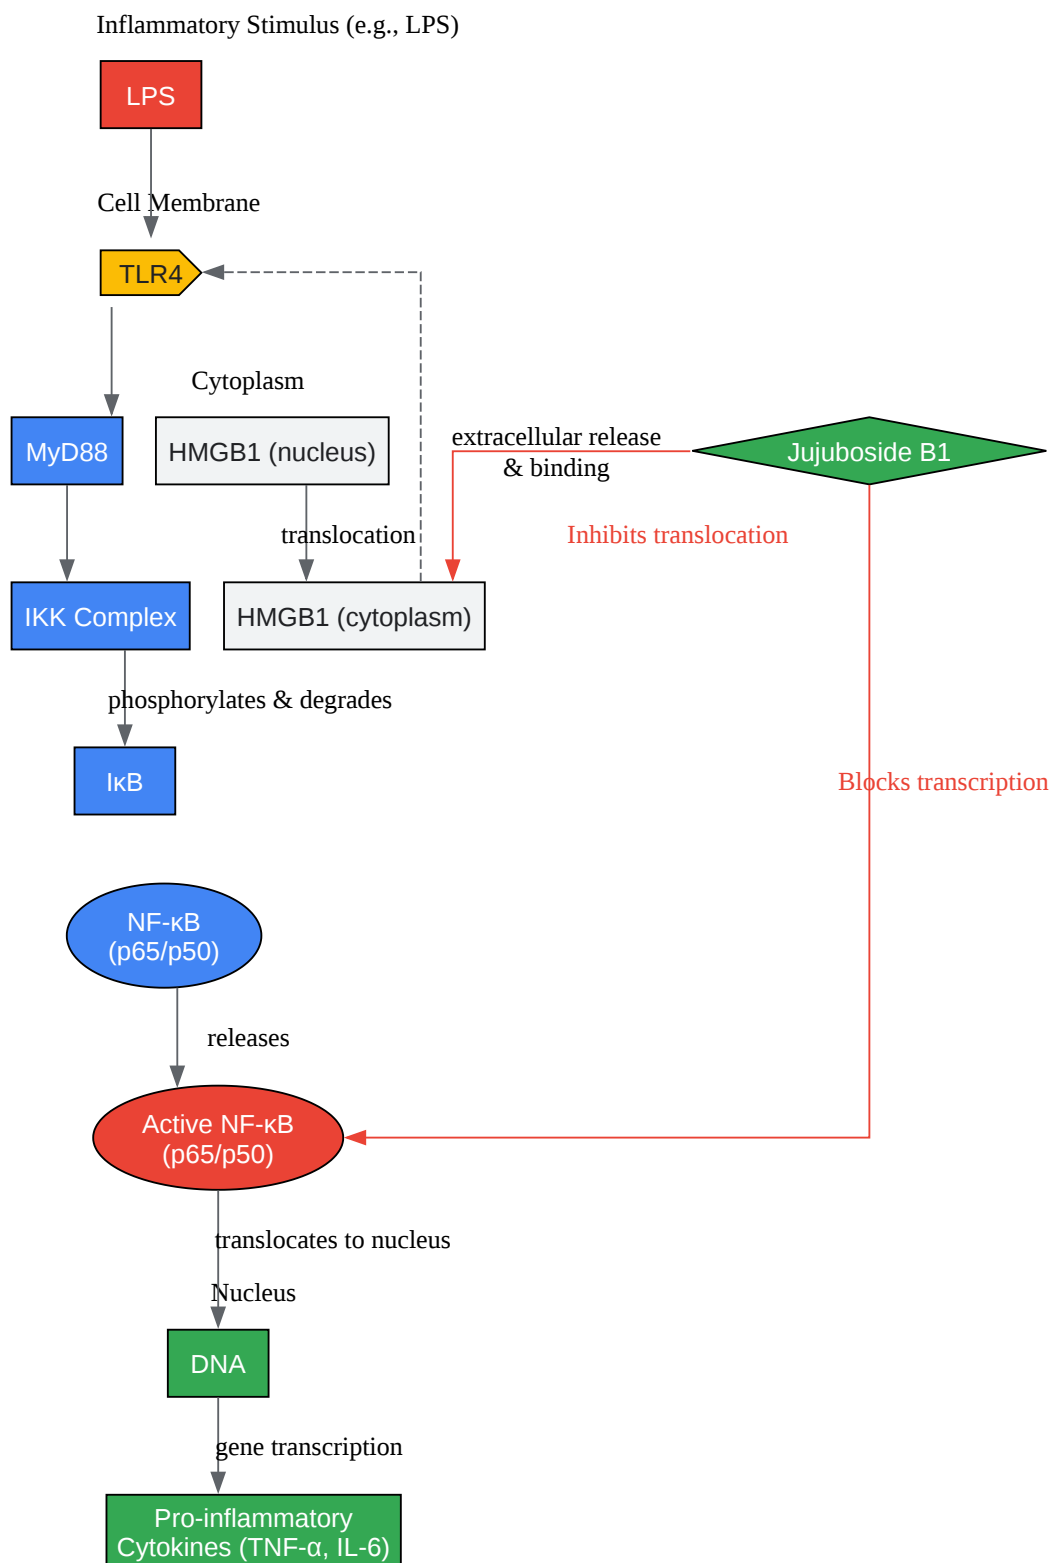 Inflammatory Stimulus (e.g., LPS)
LPS
Cell Membrane
TLR4
Cytoplasm
MyD88
HMGB1 (nucleus)
extracellular release
& binding
Jujuboside B1
translocation
Inhibits translocation
IKK Complex
HMGB1 (cytoplasm)
phosphorylates & degrades
IκB
Blocks transcription
NF-κB
(p65/p50)
releases
Active NF-κB
(p65/p50)
translocates to nucleus
Nucleus
DNA
gene transcription
Pro-inflammatory
Cytokines (TNF-α, IL-6)